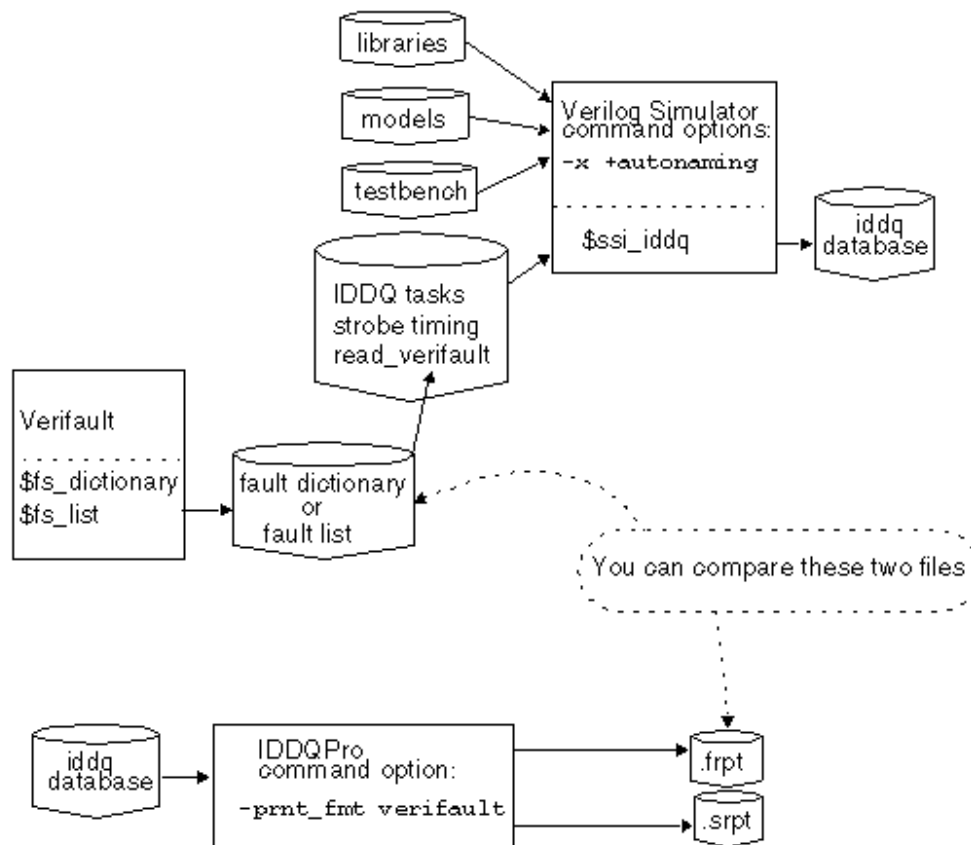 libraries
models
testbench
Verilog Simulator
command options:
-x +autonaming
$ssi_iddq
iddq
database
IDDQ tasks
strobe timing
read_verifault
Verifault
$fs_dictionary
$fs_list
fault dictionary
or
fault list
You can compare these two files
iddq
database
IDDQPro
command option:
-prnt_fmt verifault
.frpt
.srpt